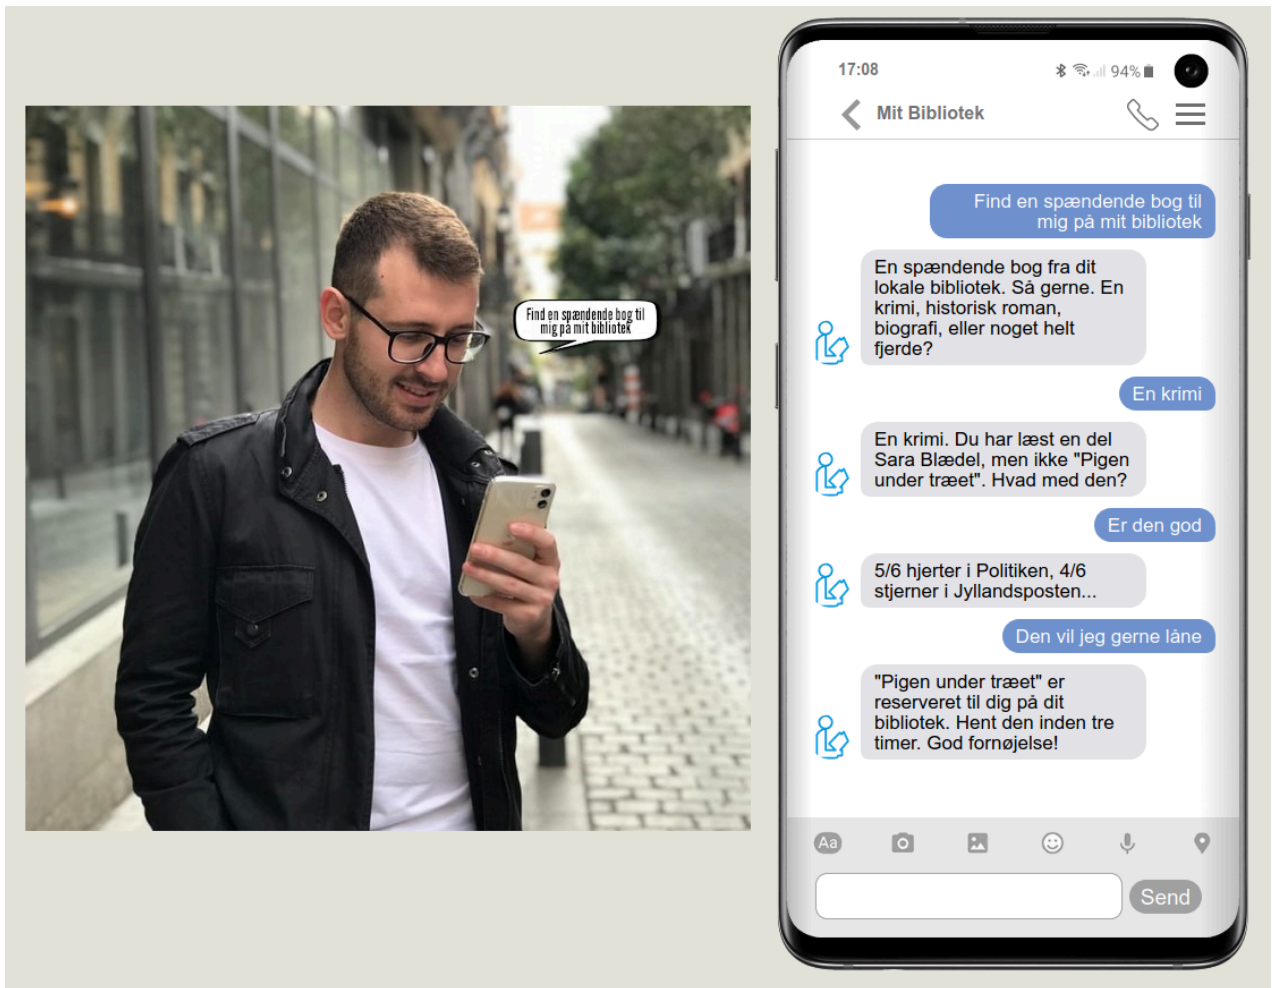 Find en spændende bog til
mig på mit bibliotek
17:08
94%
Mit Bibliotek
Find en spændende bog til
mig på mit bibliotek
En spændende bog fra dit
lokale bibliotek. Så gerne. En
krimi, historisk roman,
biografi, eller noget helt
fjerde?
En krimi
En krimi. Du har læst en del
Sara Blædel, men ikke "Pigen
under træet". Hvad med den?
Er den god
5/6 hjerter i Politiken, 4/6
stjerner i Jyllandsposten...
Den vil jeg gerne låne
"Pigen under træet" er
reserveret til dig på dit
bibliotek. Hent den inden tre
timer. God fornøjelse!
Aa
Send